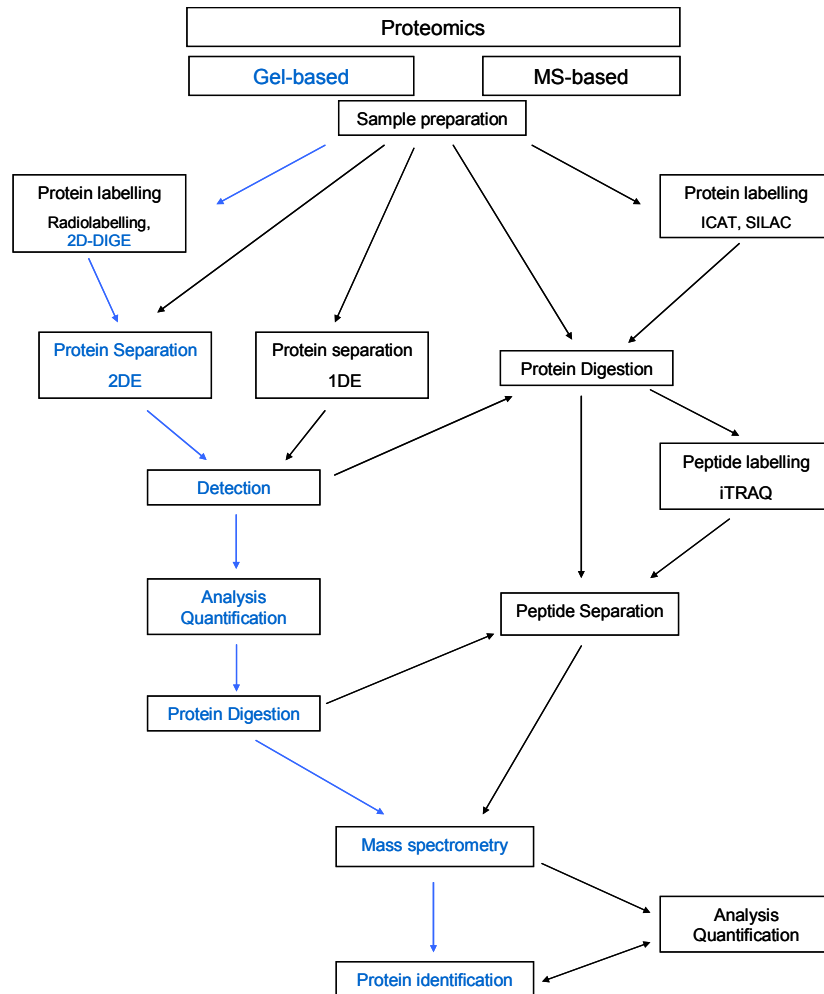 Proteomics
Gel-based
MS-based
Sample preparation
Protein labelling
Radiolabelling,
2D-DIGE
Protein labelling
ICAT, SILAC
Protein Separation
2DE
Protein separation
1DE
Protein Digestion
Detection
Peptide labelling
iTRAQ
Analysis
Quantification
Peptide Separation
Protein Digestion
Mass spectrometry
Analysis
Quantification
Protein identification